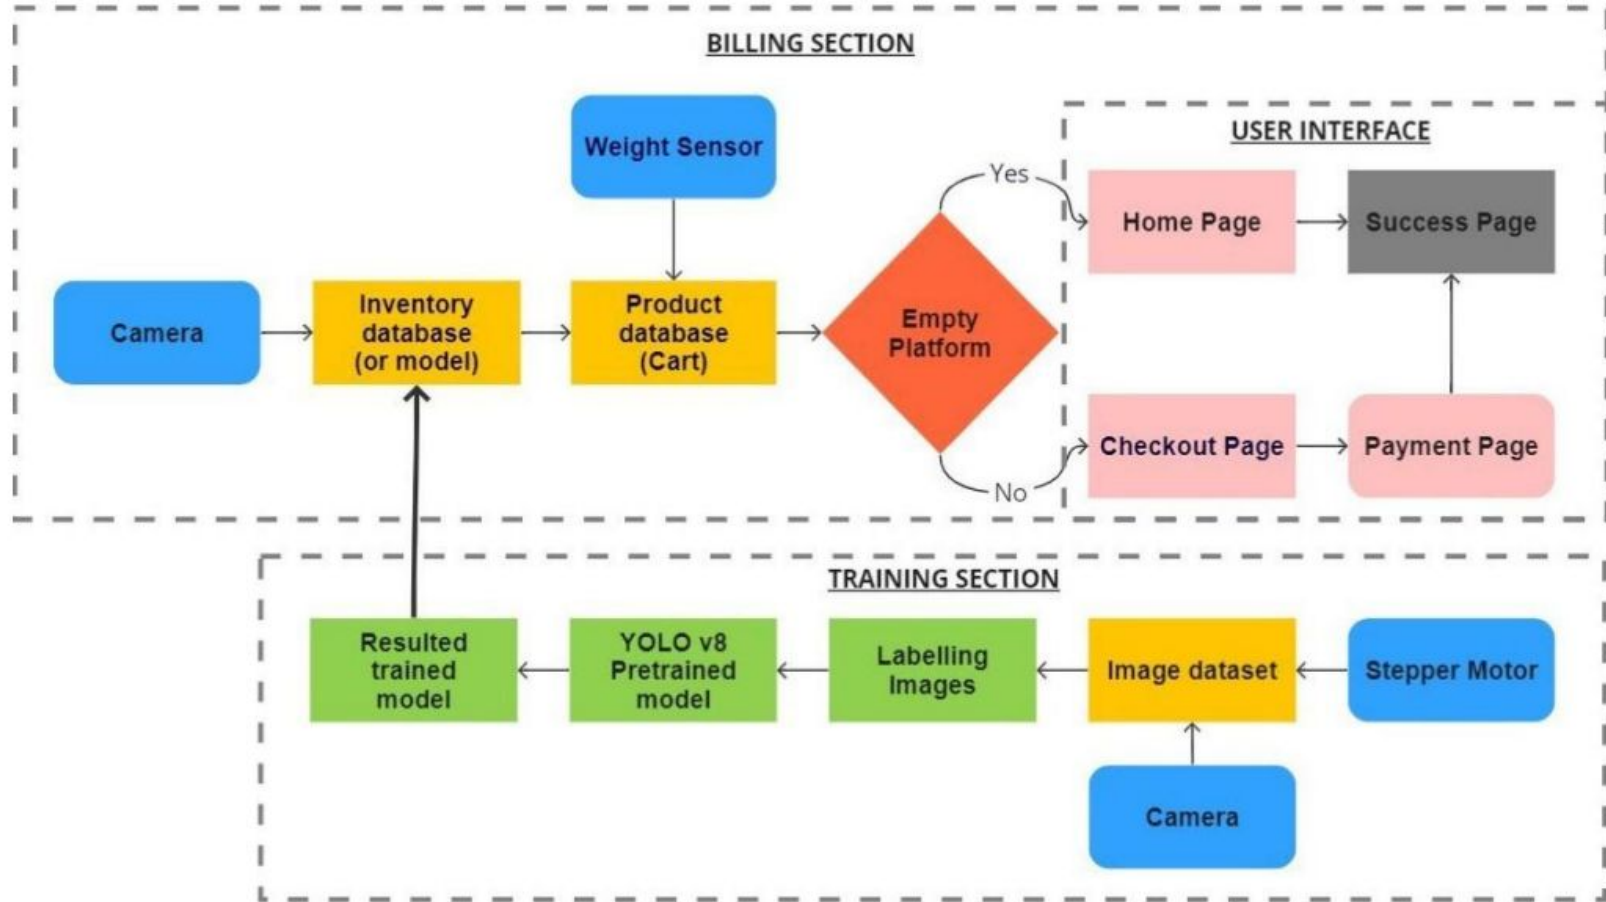 BILLING SECTION
Weight Sensor
USER INTERFACE
Yes
Home Page
Success Page
Camera
Inventory
database
(or model)
Product
database
(Cart)
Empty
Platform
Checkout Page
Payment Page
No
TRAINING SECTION
Resulted
trained
model
YOLO v8
Pretrained
model
Labelling
Images
Image dataset
Stepper Motor
Camera